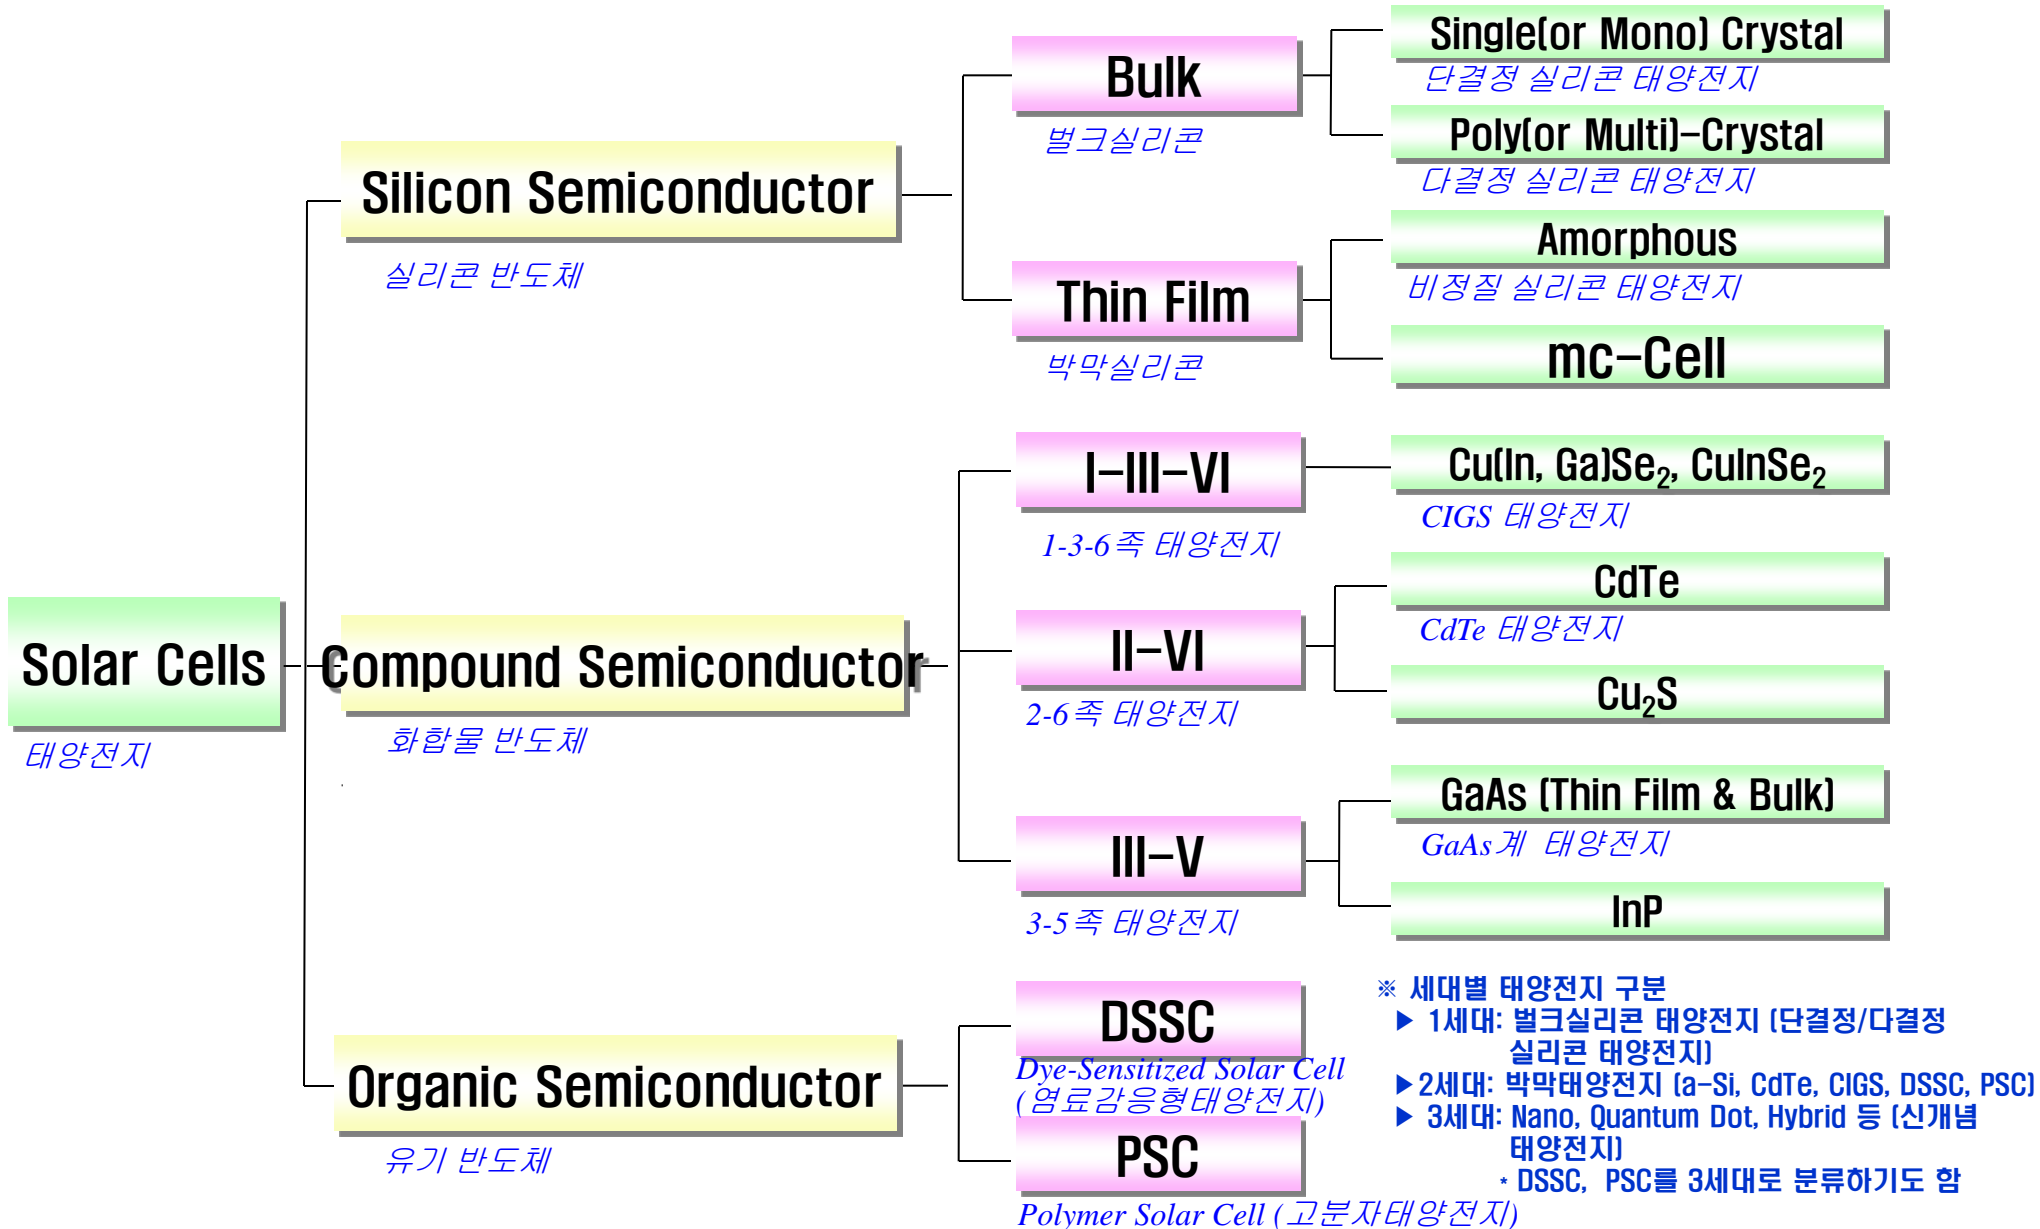 Solar Cells
태양전지
Silicon Semiconductor
실리콘 반도체
Bulk
벌크실리콘
Single(or Mono) Crystal
단결정 실리콘 태양전지
Poly(or Multi)-Crystal
다결정 실리콘 태양전지
Thin Film
박막실리콘
Amorphous
비정질 실리콘 태양전지
mc-Cell
Compound Semiconductor
화합물 반도체
I-III-VI
1-3-6족 태양전지
Cu(In, Ga)Se₂, CuInSe₂
CIGS 태양전지
II-VI
2-6족 태양전지
CdTe
CdTe 태양전지
Cu₂S
III-V
3-5족 태양전지
GaAs (Thin Film & Bulk)
GaAs계 태양전지
InP
Organic Semiconductor
유기 반도체
DSSC
Dye-Sensitized Solar Cell
(염료감응형태양전지)
PSC
Polymer Solar Cell (고분자태양전지)
※ 세대별 태양전지 구분
▶ 1세대: 벌크실리콘 태양전지 (단결정/다결정
실리콘 태양전지)
▶2세대: 박막태양전지 (a-Si, CdTe, CIGS, DSSC, PSC)
▶ 3세대: Nano, Quantum Dot, Hybrid 등 (신개념
태양전지)
* DSSC, PSC를 3세대로 분류하기도 함